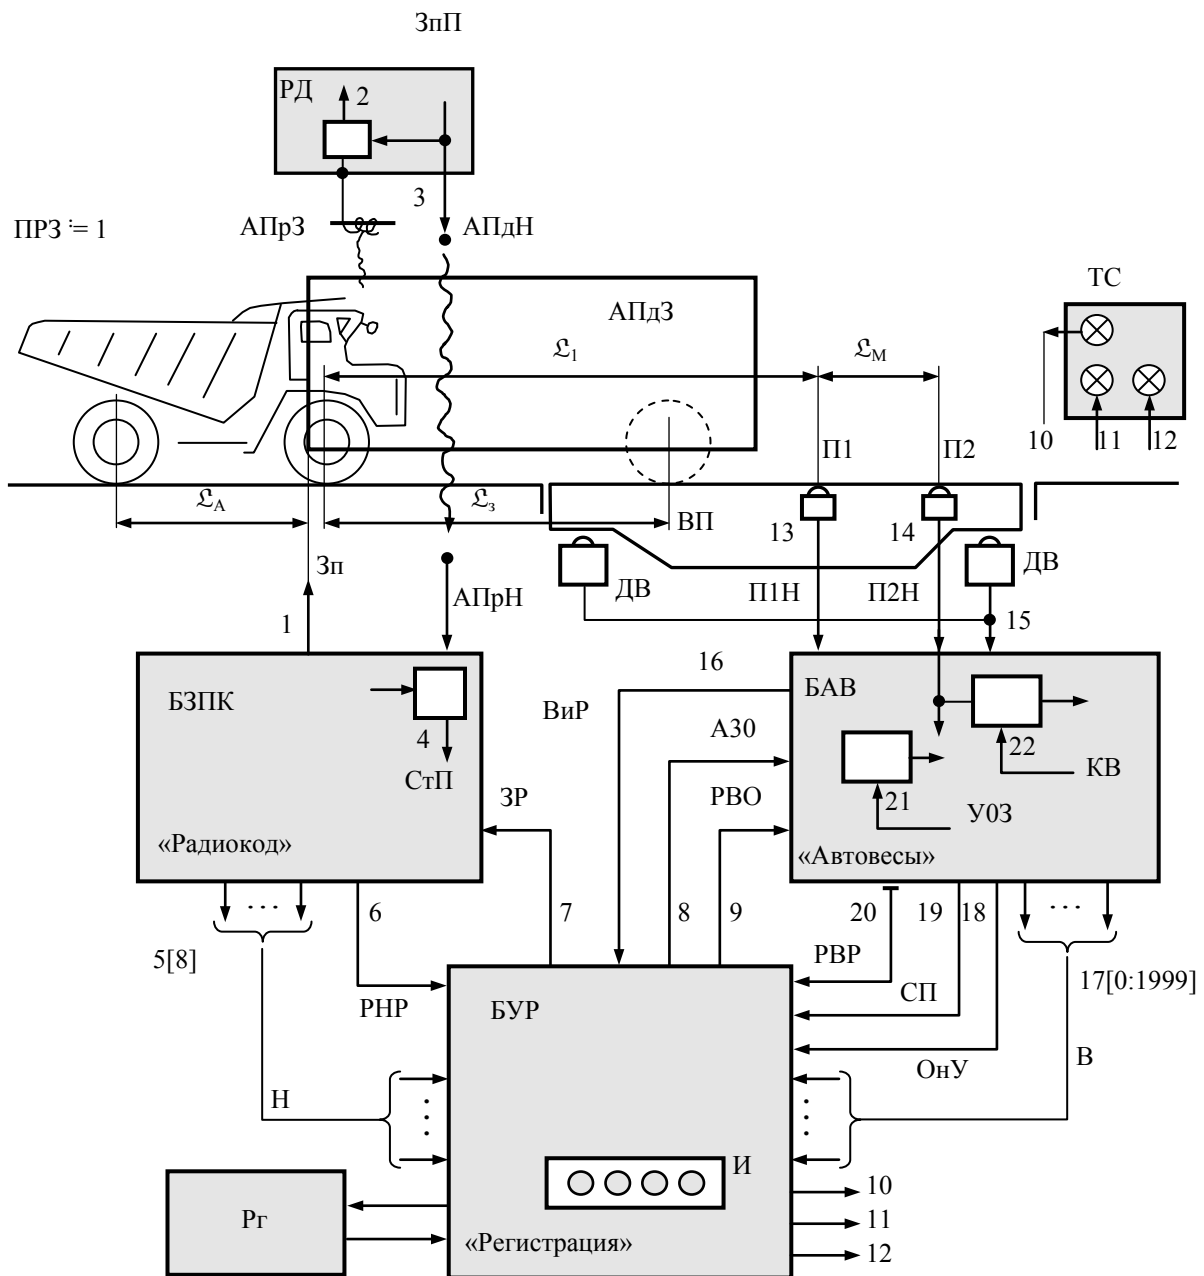 ЗпП
РД
2
3
ПРЗ := 1
АПрЗ
АПдН
ТС
АПдЗ
ℒ1
ℒМ
10
11
12
П1
П2
ℒА
ℒз
ВП
13
14
Зп
ДВ
ДВ
АПрН
П1Н
П2Н
1
15
16
БЗПК
БАВ
ВиР
4
22
А30
СтП
КВ
ЗР
РВО
21
У03
«Радиокод»
«Автовесы»
...
...
6
7
8
9
20
19
18
5[8]
РВР
17[0:1999]
РНР
БУР
СП
ОнУ
В
Н
И
10
Рг
11
«Регистрация»
12